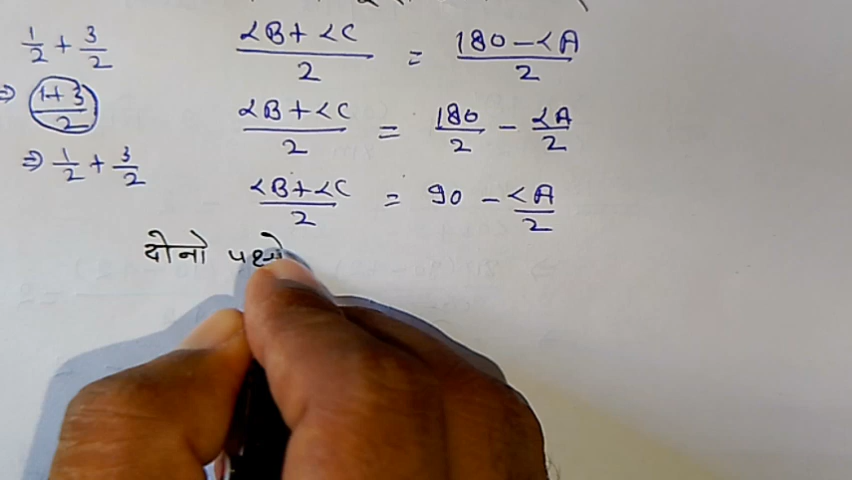 1/2 + 3/2
⇒ (1+3)/2
⇒ 1/2 + 3/2
(∠B + ∠C)/2 = (180 - ∠A)/2
(∠B + ∠C)/2 = 180/2 - ∠A/2
(∠B + ∠C)/2 = 90 - ∠A/2
दोनो पक्षो